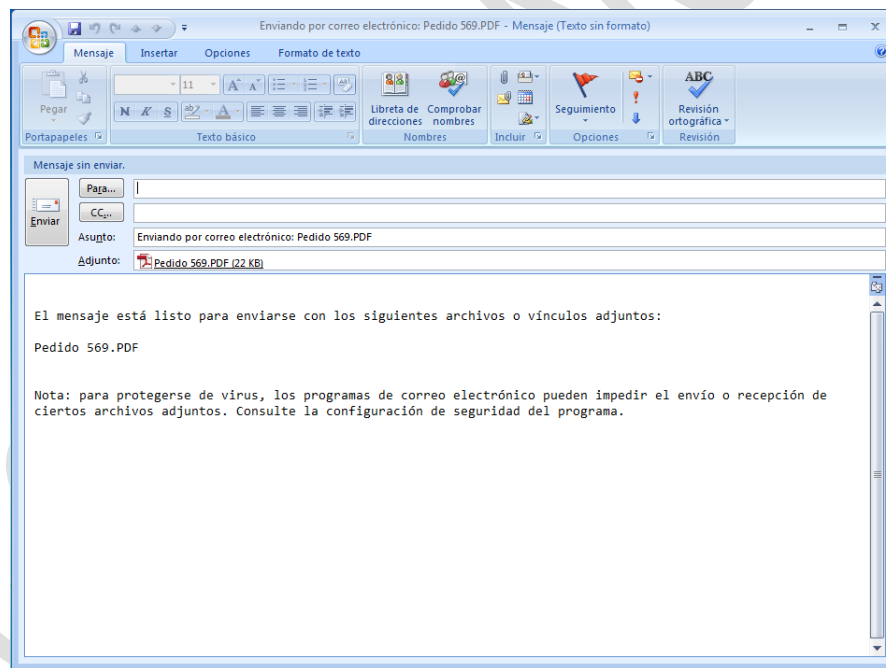 Enviando por correo electrónico: Pedido 569.PDF - Mensaje (Texto sin formato)
Mensaje Insertar Opciones Formato de texto
Pegar
11
A A
N K S
ab A
Libreta de direcciones
Comprobar nombres
Seguimiento
ABC
Revisión ortográfica
Portapapeles Texto básico Nombres Incluir Opciones Revisión
Mensaje sin enviar.
Enviar
Para...
CC...
Asunto: Enviando por correo electrónico: Pedido 569.PDF
Adjunto: Pedido 569.PDF (22 KB)
El mensaje está listo para enviarse con los siguientes archivos o vínculos adjuntos:
Pedido 569.PDF
Nota: para protegerse de virus, los programas de correo electrónico pueden impedir el envío o recepción de
ciertos archivos adjuntos. Consulte la configuración de seguridad del programa.